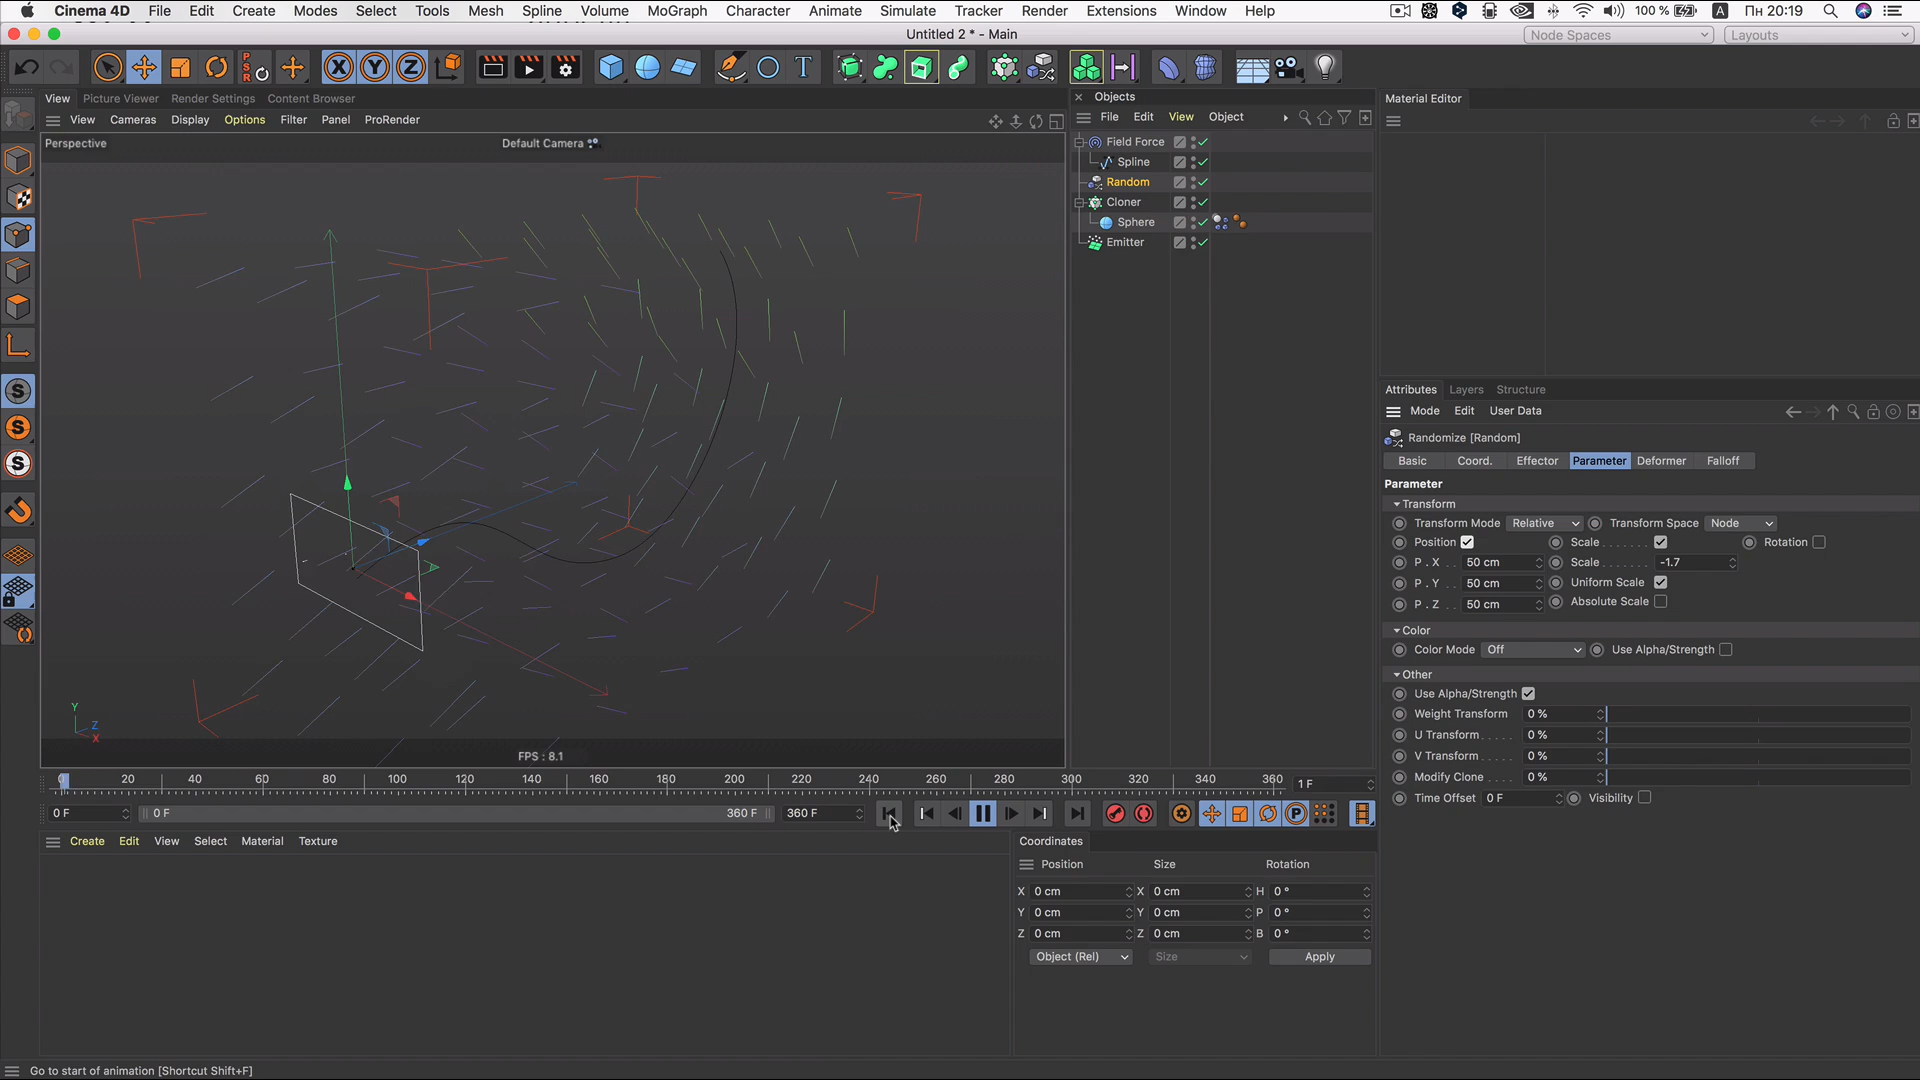 Cinema 4D File Edit Create Modes Select Tools Mesh Spline Volume MoGraph Character Animate Simulate Tracker Render Extensions Window Help 100 % A Пн 20:19
Untitled 2 * - Main
Node Spaces
Layouts
View Picture Viewer Render Settings Content Browser
View Cameras Display Options Filter Panel ProRender
Perspective
Default Camera
Y
Z
X
FPS : 8.1
Objects
File Edit View Object
Field Force
Spline
Random
Cloner
Sphere
Emitter
Material Editor
Attributes Layers Structure
Mode Edit User Data
Randomize [Random]
Basic Coord. Effector Parameter Deformer Falloff
Parameter
Transform
Transform Mode Relative Transform Space Node
Position Scale Rotation
P . X 50 cm Scale -1.7
P . Y 50 cm Uniform Scale
P . Z 50 cm Absolute Scale
Color
Color Mode Off Use Alpha/Strength
Other
Use Alpha/Strength
Weight Transform 0 %
U Transform 0 %
V Transform 0 %
Modify Clone 0 %
Time Offset 0 F Visibility
0 20 40 60 80 100 120 140 160 180 200 220 240 260 280 300 320 340 360 1 F
0 F 0 F 360 F 360 F
Create Edit View Select Material Texture
Coordinates
Position Size Rotation
X 0 cm X 0 cm H 0 °
Y 0 cm Y 0 cm P 0 °
Z 0 cm Z 0 cm B 0 °
Object (Rel) Size Apply
Go to start of animation [Shortcut Shift+F]